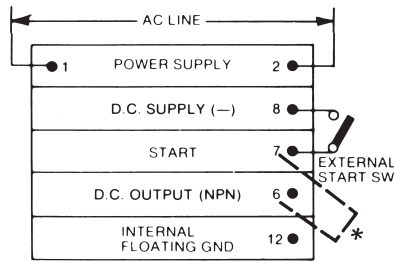 AC LINE
1 POWER SUPPLY 2
D.C. SUPPLY (—) 8
START 7
EXTERNAL
START SW
D.C. OUTPUT (NPN) 6
*
INTERNAL
FLOATING GND. 12